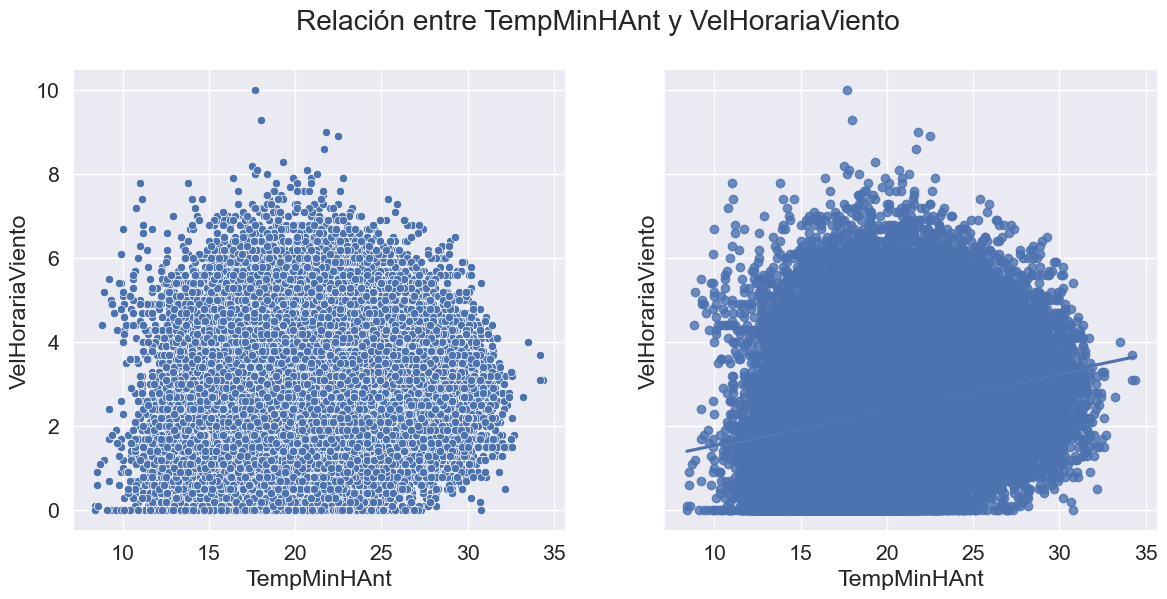 Relación entre TempMinHAnt y VelHorariaViento
VelHorariaViento
10
8
6
4
2
0
10 15 20 25 30 35
TempMinHAnt
VelHorariaViento
10 15 20 25 30 35
TempMinHAnt